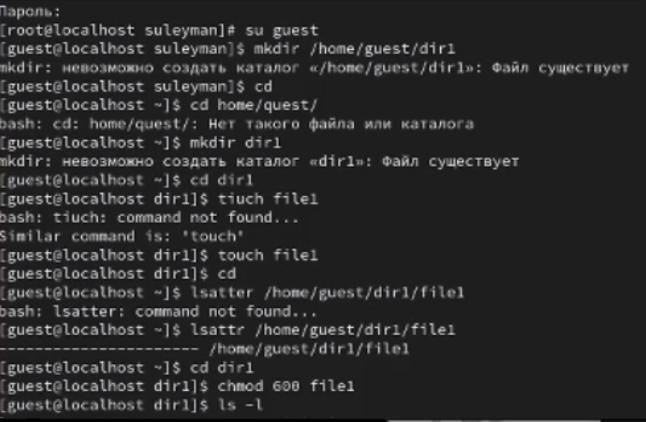 Пароль:
[root@localhost suleyman]# su guest
[guest@localhost suleyman]$ mkdir /home/guest/dir1
mkdir: невозможно создать каталог «/home/guest/dir1»: Файл существует
[guest@localhost suleyman]$ cd
[guest@localhost ~]$ cd home/quest/
bash: cd: home/quest/: Нет такого файла или каталога
[guest@localhost ~]$ mkdir dir1
mkdir: невозможно создать каталог «dir1»: Файл существует
[guest@localhost ~]$ cd dir1
[guest@localhost dir1]$ tiuch file1
bash: tiuch: command not found...
Similar command is: 'touch'
[guest@localhost dir1]$ touch file1
[guest@localhost dir1]$ cd
[guest@localhost ~]$ lsatter /home/guest/dir1/file1
bash: lsatter: command not found...
[guest@localhost ~]$ lsattr /home/guest/dir1/file1
---------------------- /home/guest/dir1/file1
[guest@localhost ~]$ cd dir1
[guest@localhost dir1]$ chmod 600 file1
[guest@localhost dir1]$ ls -l